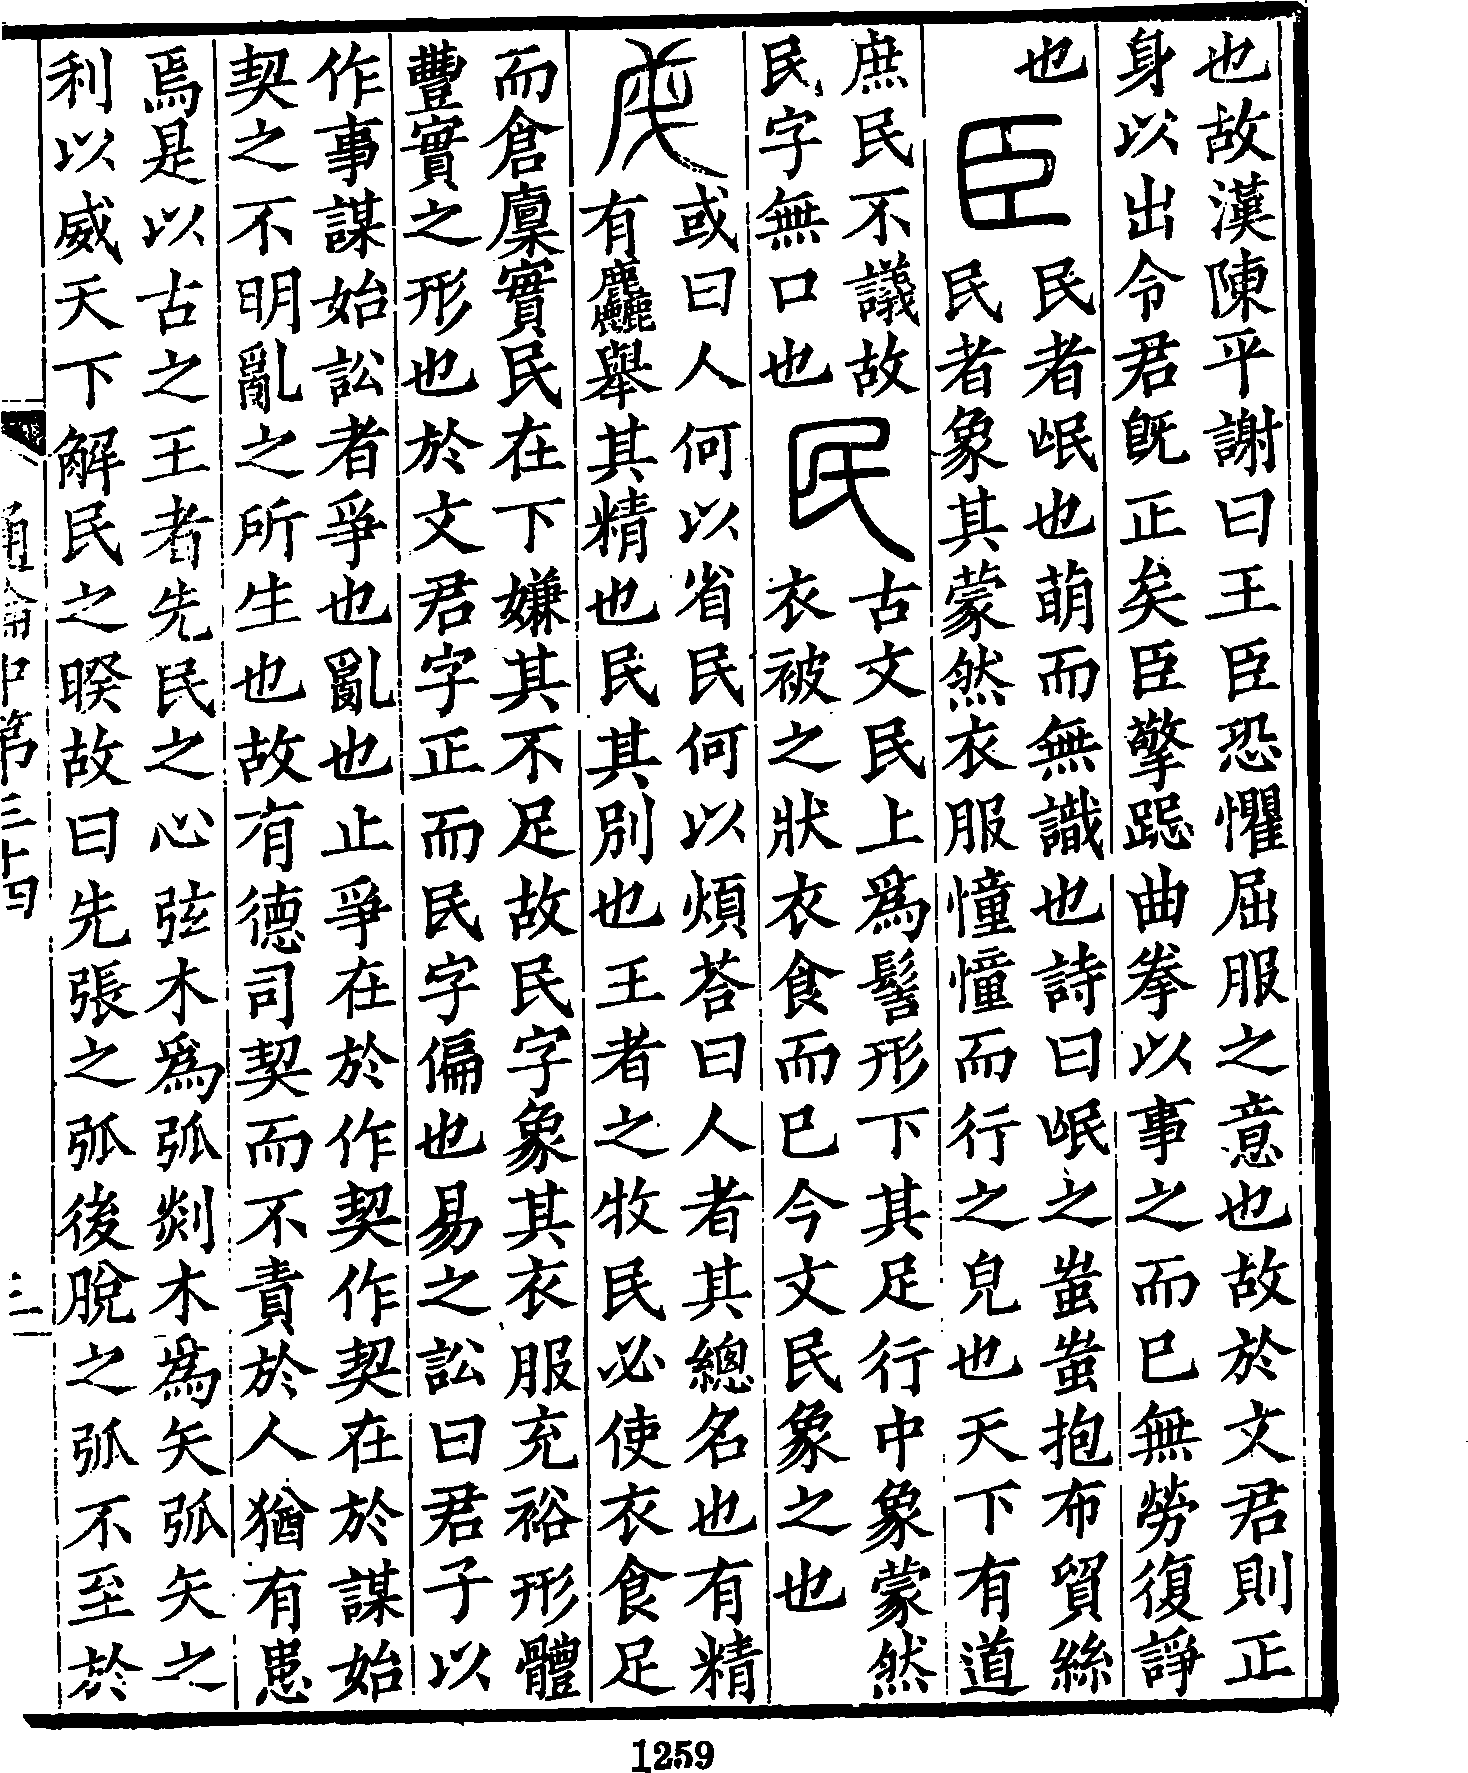 也故漢陳平謝曰王臣恐懼屈服之意也故於文君則正
身以出令君既正矣臣擎跽曲拳以事之而已無勞復諍
也
臣
民者岷也萌而無識也詩曰岷之蚩蚩抱布貿絲
民者象其蒙然衣服憧憧而行之皃也天下有道
庶民不議故
民字無口也
民
古文民上爲髻形下其足行中象蒙然
衣被之狀衣食而已今文民象之也
或曰人何以省民何以煩荅曰人者其總名也有精
有麤舉其精也民其別也王者之牧民必使衣食足
而倉廩實民在下嫌其不足故民字象其衣服充裕形體
豐實之形也於文君字正而民字偏也易之訟曰君子以
作事謀始訟者爭也亂也止爭在於作契作契在於謀始
契之不明亂之所生也故有德司契而不責於人猶有患
焉是以古之王者先民之心弦木爲弧剡木爲矢弧矢之
利以威天下解民之睽故曰先張之弧後脫之弧不至於
通論中第三十四
三
1259